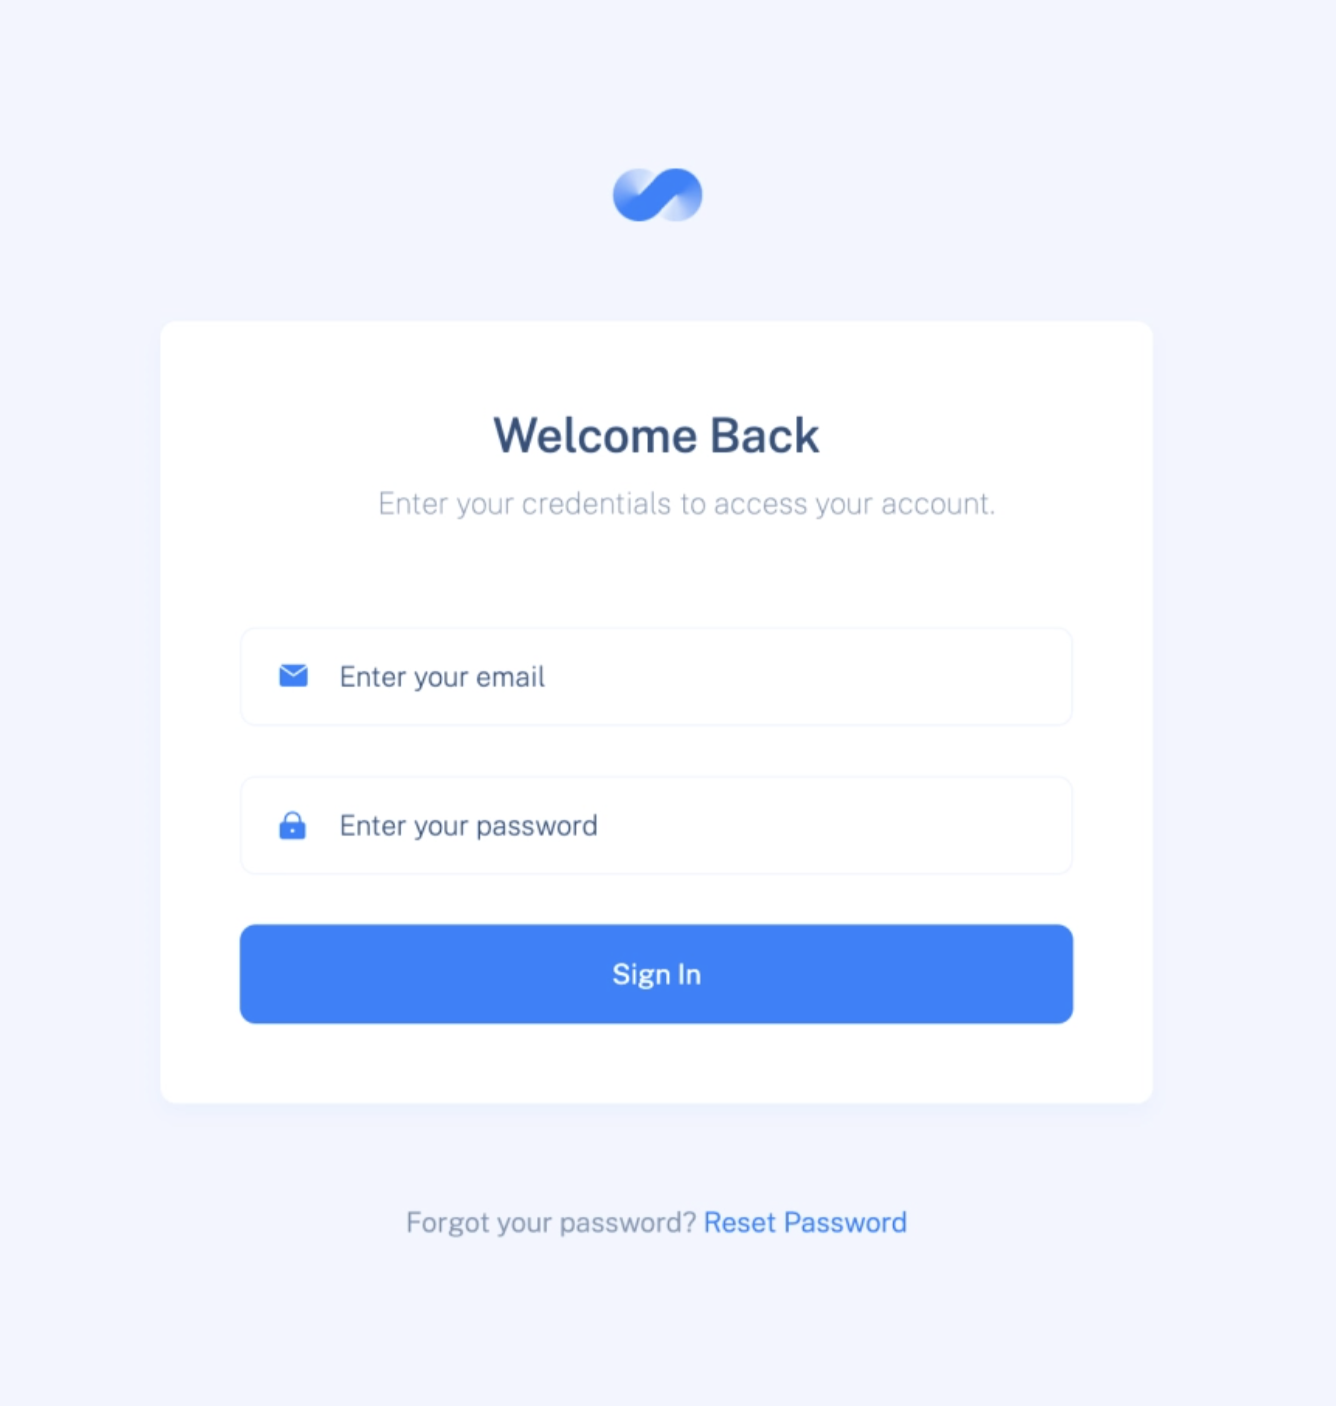 Welcome Back
Enter your credentials to access your account.
Enter your email
Enter your password
Sign In
Forgot your password? Reset Password